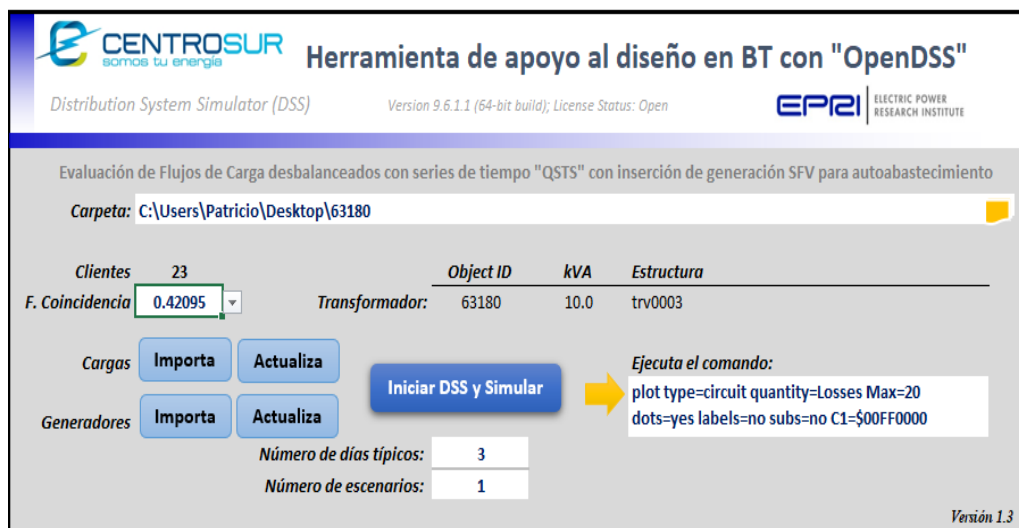 CENTROSUR
somos tu energía
Herramienta de apoyo al diseño en BT con "OpenDSS"
Distribution System Simulator (DSS)
Version 9.6.1.1 (64-bit build); License Status: Open
EPRI ELECTRIC POWER RESEARCH INSTITUTE
Evaluación de Flujos de Carga desbalanceados con series de tiempo "QSTS" con inserción de generación SFV para autoabastecimiento
Carpeta: C:\Users\Patricio\Desktop\63180
Clientes 23 Object ID kVA Estructura
F. Coincidencia 0.42095 Transformador: 63180 10.0 trv0003
Cargas Importa Actualiza
Iniciar DSS y Simular
Ejecuta el comando:
plot type=circuit quantity=Losses Max=20
dots=yes labels=no subs=no C1=$00FF0000
Generadores Importa Actualiza
Número de días típicos: 3
Número de escenarios: 1
Versión 1.3